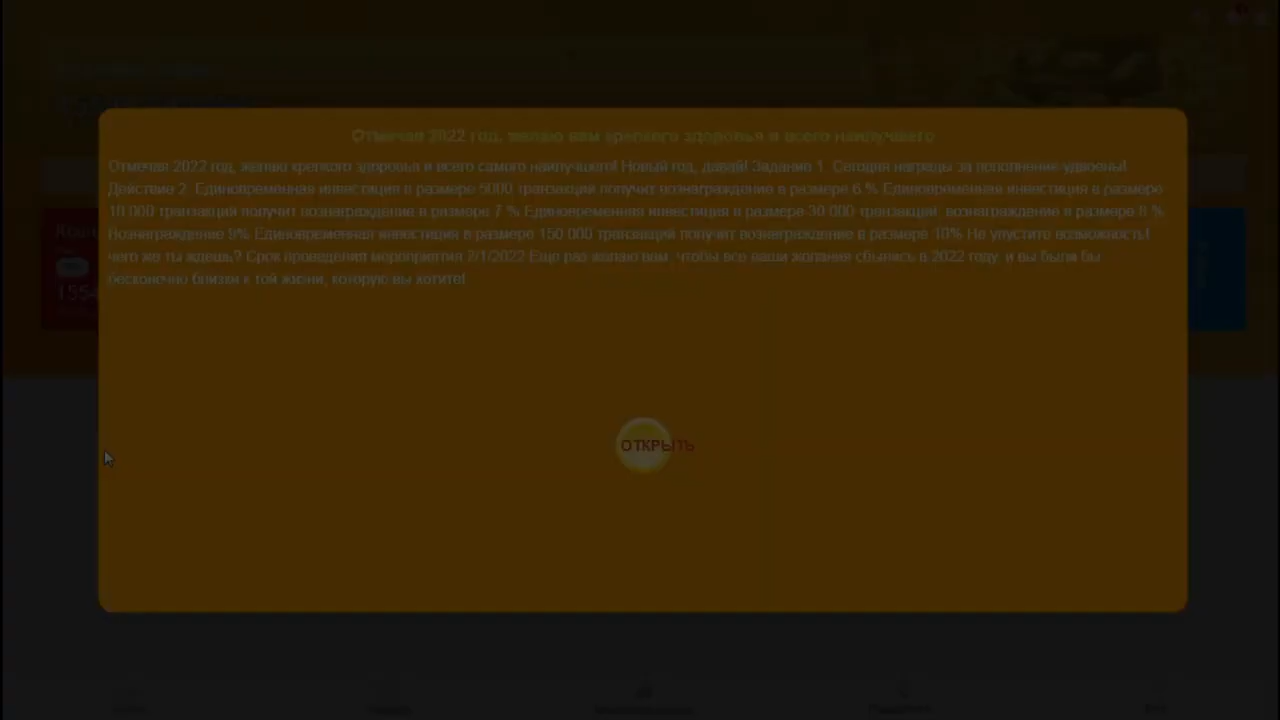 Отмечая 2022 год, желаю вам крепкого здоровья и всего наилучшего
Отмечая 2022 год, желаю крепкого здоровья и всего самого наилучшего! Новый год, давай! Задание 1. Сегодня награды за пополнение удвоены!
Действие 2. Единовременная инвестиция в размере 5000 транзакций получит вознаграждение в размере 6 % Единовременная инвестиция в размере
10 000 транзакций получит вознаграждение в размере 7 % Единовременная инвестиция в размере 30 000 транзакций, вознаграждение в размере 8 %
Вознаграждение 9% Единовременная инвестиция в размере 150 000 транзакций получит вознаграждение в размере 10% Не упустите возможность!
чего же ты ждешь? Срок проведения мероприятия 2/1/2022 Еще раз желаю вам, чтобы все ваши желания сбылись в 2022 году, и вы были бы
бесконечно близки к той жизни, которую вы хотите!
ОТКРЫТЬ